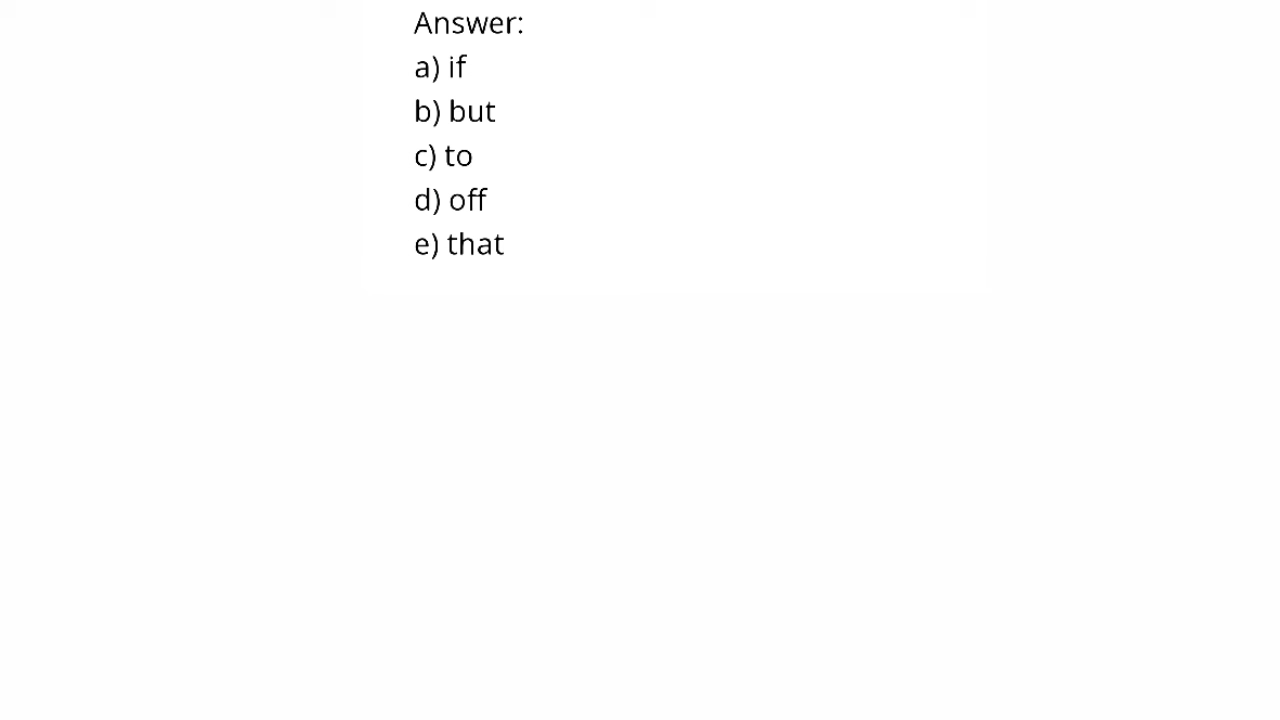 Answer:
a) if
b) but
c) to
d) off
e) that